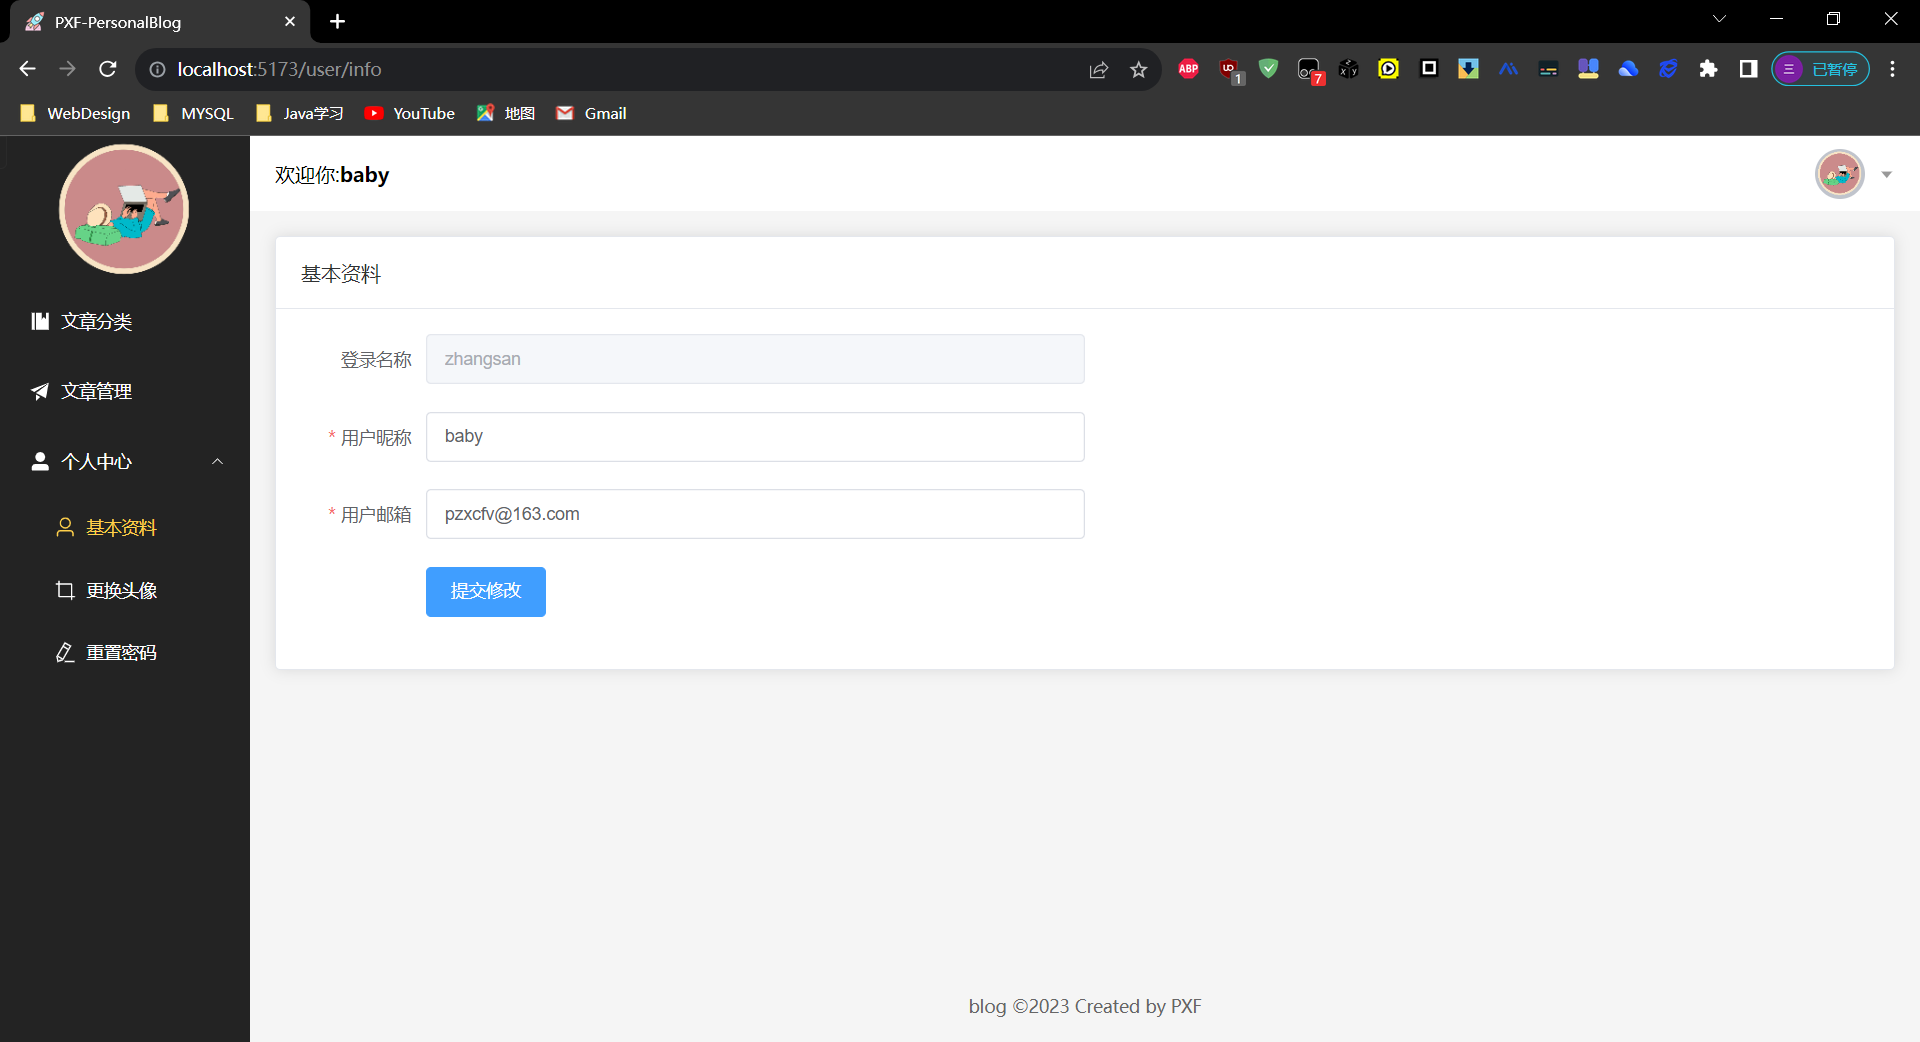 PXF-PersonalBlog
localhost:5173/user/info
ABP
UO
1
7
X Y
三
已暂停
WebDesign
MYSQL
Java学习
YouTube
地图
Gmail
欢迎你:baby
文章分类
文章管理
个人中心
基本资料
更换头像
重置密码
基本资料
登录名称
zhangsan
* 用户昵称
baby
* 用户邮箱
pzxcfv@163.com
提交修改
blog ©2023 Created by PXF